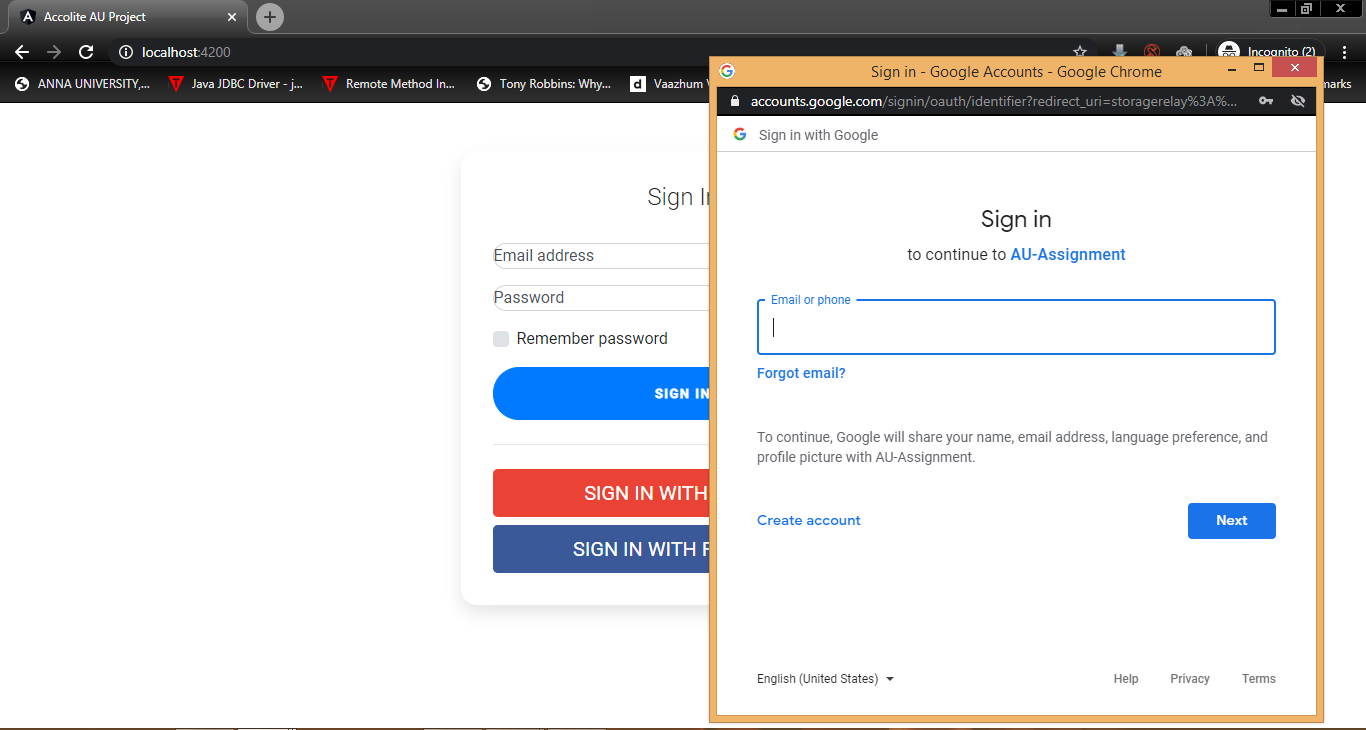 Accolite AU Project
localhost:4200
Incognito (2)
ANNA UNIVERSITY,...
Java JDBC Driver - j...
Remote Method In...
Tony Robbins: Why...
Vaazhum
Sign In
Email address
Password
Remember password
SIGN IN
SIGN IN WITH
SIGN IN WITH F
Sign in - Google Accounts - Google Chrome
accounts.google.com/signin/oauth/identifier?redirect_uri=storagerelay%3A%...
Sign in with Google
Sign in
to continue to AU-Assignment
Email or phone
Forgot email?
To continue, Google will share your name, email address, language preference, and
profile picture with AU-Assignment.
Create account
Next
English (United States)
Help Privacy Terms